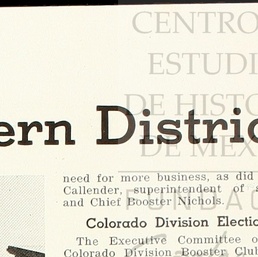 CENTRO
ESTUDI
DE HISTO
ern Distric
DE MEX
need for more business, as did
Callender, superintendent of
and Chief Booster Nichols.
FUNDAC
Colorado Division Electio
The Executive Committee o
Colorado Division Booster Club